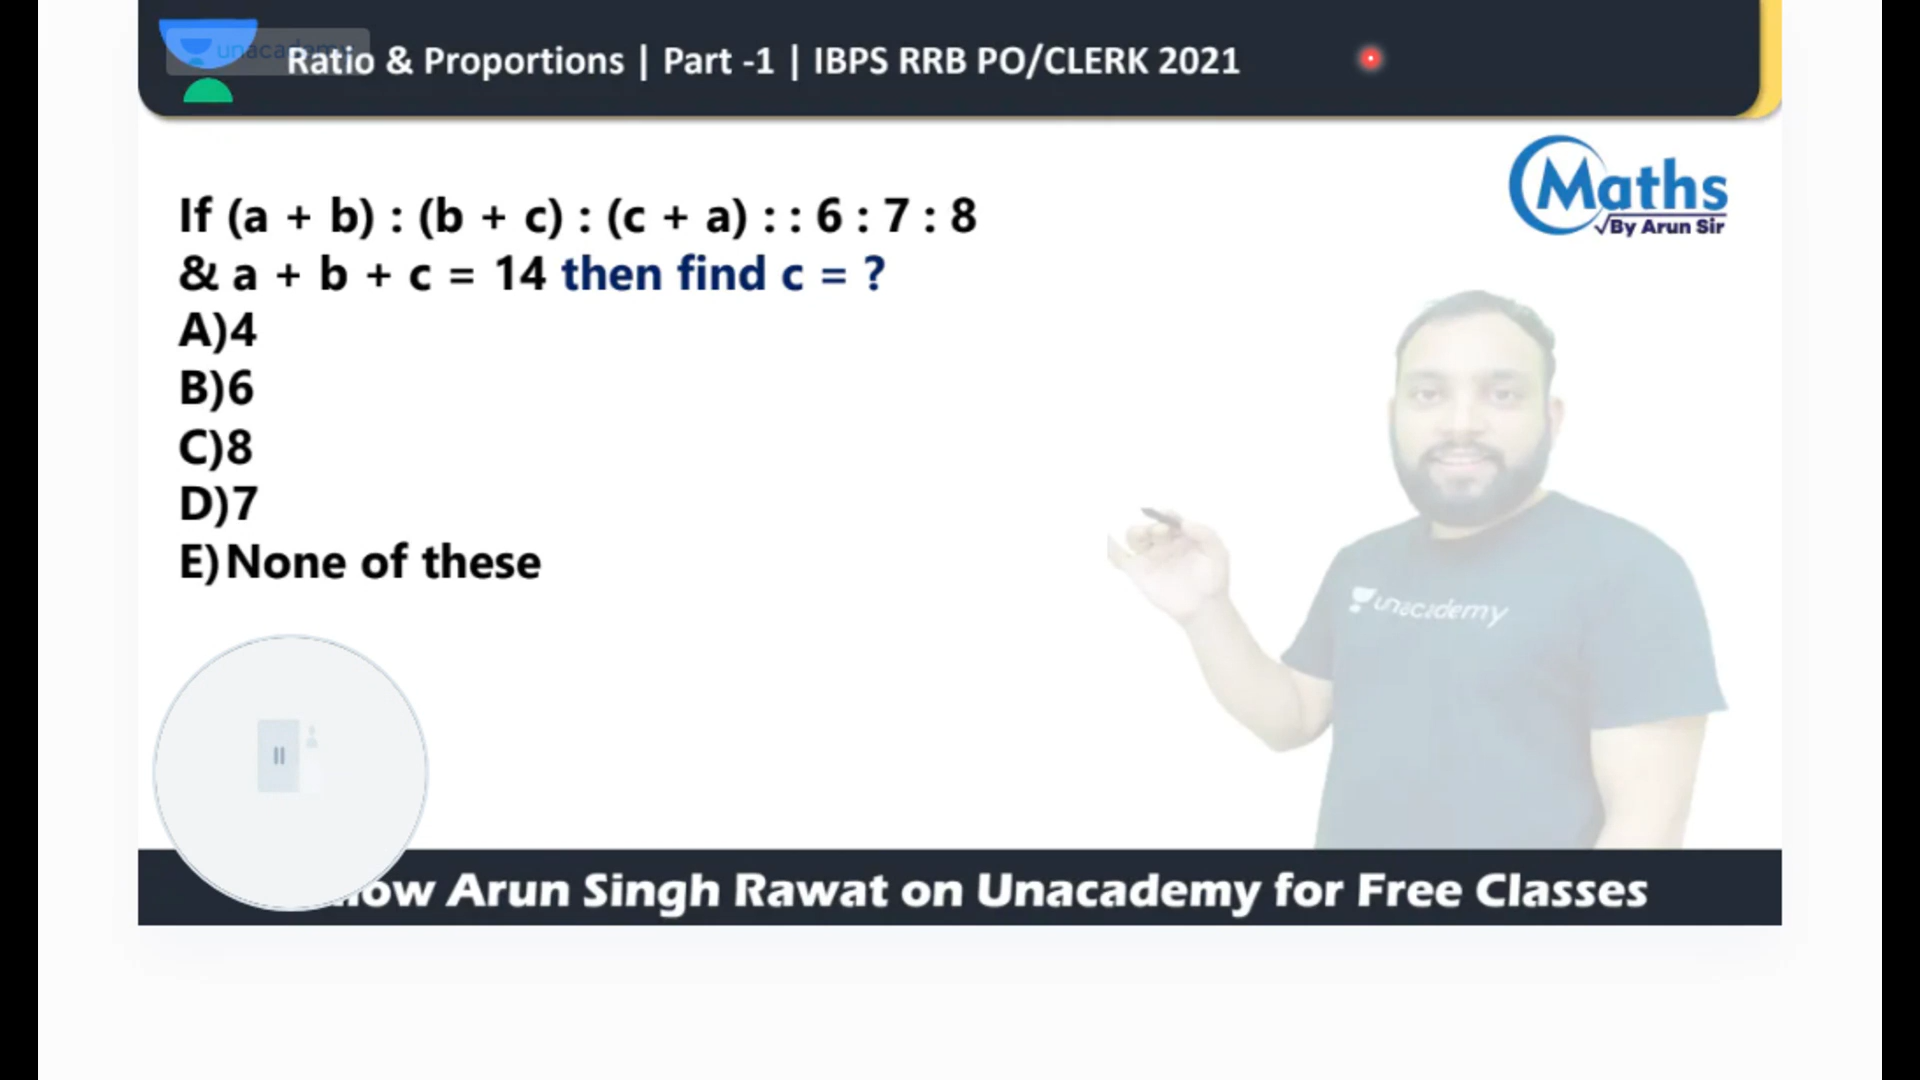 unacademy
Ratio & Proportions | Part -1 | IBPS RRB PO/CLERK 2021
Maths
√By Arun Sir
If (a + b) : (b + c) : (c + a) : : 6 : 7 : 8
& a + b + c = 14 then find c = ?
A)4
B)6
C)8
D)7
E)None of these
unacademy
ow Arun Singh Rawat on Unacademy for Free Classes